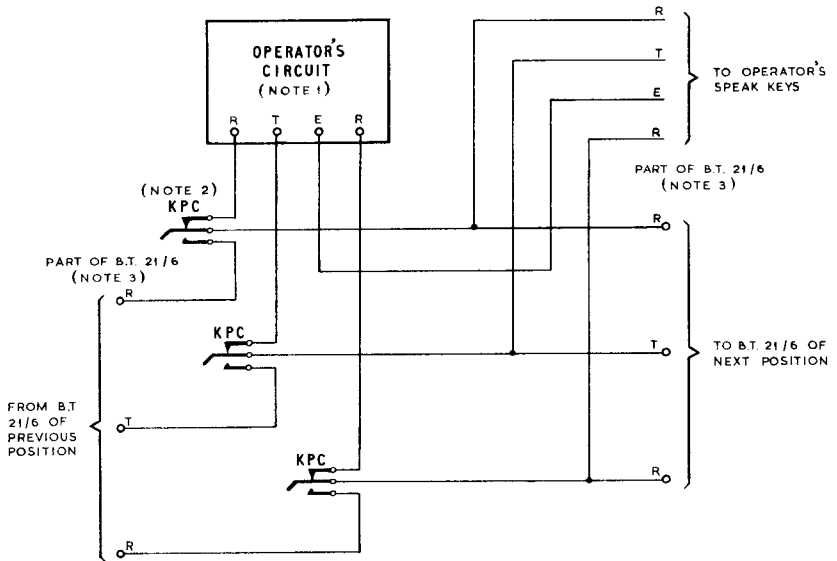 OPERATOR'S
CIRCUIT
(NOTE 1)
R T E R
R
T
E
R
TO OPERATOR'S
SPEAK KEYS
PART OF B.T. 21/6
(NOTE 3)
(NOTE 2)
KPC
PART OF B.T. 21/6
(NOTE 3)
R
R
KPC
T
TO B.T. 21/6 OF
NEXT POSITION
FROM B.T
21/6 OF
PREVIOUS
POSITION
T
KPC
R
R